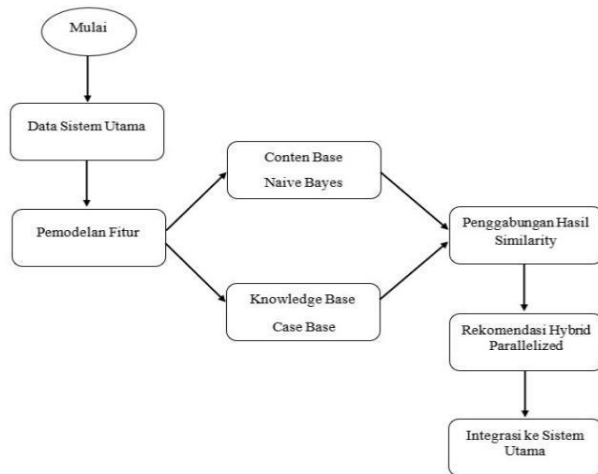 Mulai
Data Sistem Utama
Pemodelan Fitur
Conten Base
Naive Bayes
Knowledge Base
Case Base
Penggabungan Hasil
Similarity
Rekomendasi Hybrid
Parallelized
Integrasi ke Sistem
Utama